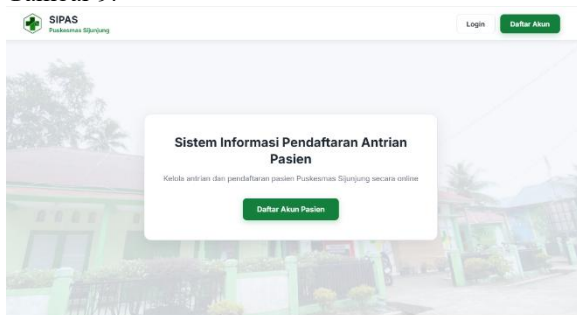 SIPAS
Puskesmas Sijunjung
Login
Daftar Akun
Sistem Informasi Pendaftaran Antrian
Pasien
Kelola antrian dan pendaftaran pasien Puskesmas Sijunjung secara online
Daftar Akun Pasien